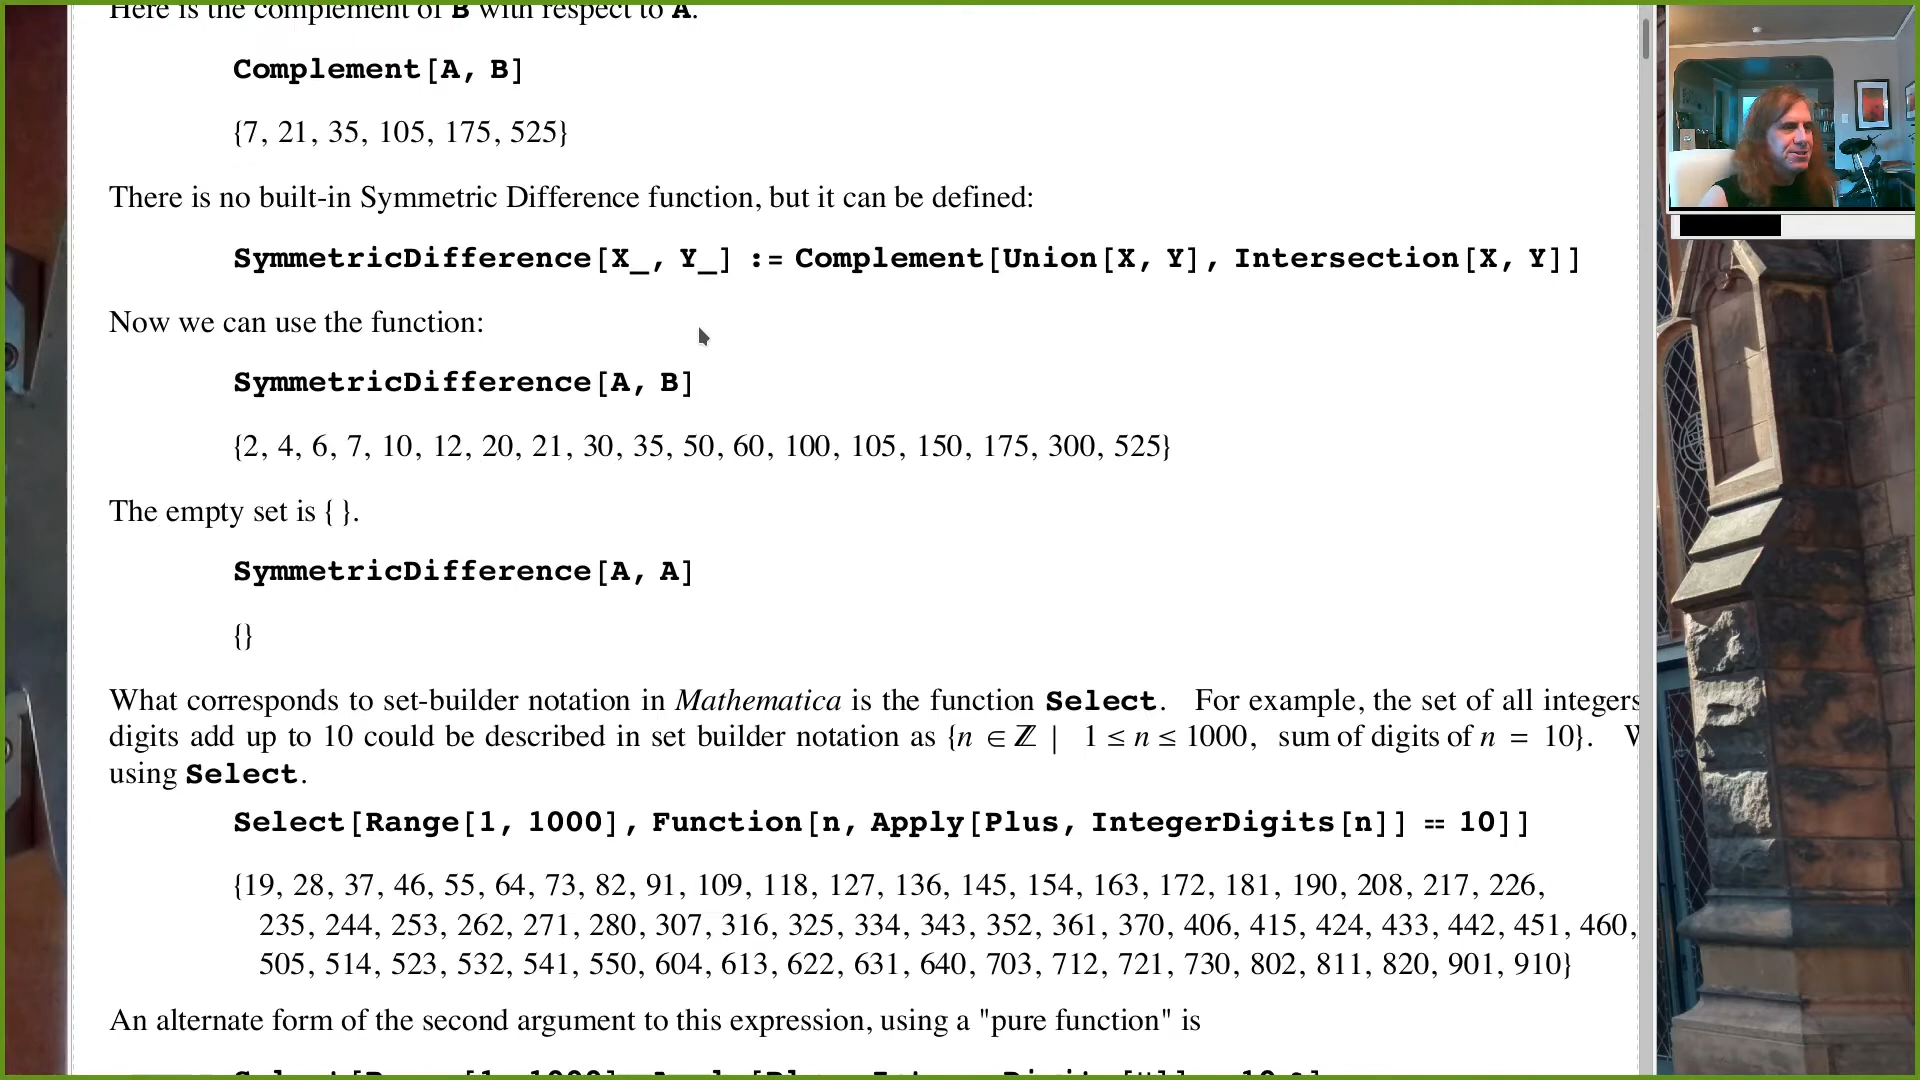 Here is the complement of B with respect to A.
Complement[A, B]
{7, 21, 35, 105, 175, 525}
There is no built-in Symmetric Difference function, but it can be defined:
SymmetricDifference[X_, Y_] := Complement[Union[X, Y], Intersection[X, Y]]
Now we can use the function:
SymmetricDifference[A, B]
{2, 4, 6, 7, 10, 12, 20, 21, 30, 35, 50, 60, 100, 105, 150, 175, 300, 525}
The empty set is { }.
SymmetricDifference[A, A]
{}
What corresponds to set-builder notation in Mathematica is the function Select. For example, the set of all integers
digits add up to 10 could be described in set builder notation as {n ∈ ℤ | 1 ≤ n ≤ 1000, sum of digits of n = 10}.
using Select.
Select[Range[1, 1000], Function[n, Apply[Plus, IntegerDigits[n]] == 10]]
{19, 28, 37, 46, 55, 64, 73, 82, 91, 109, 118, 127, 136, 145, 154, 163, 172, 181, 190, 208, 217, 226,
235, 244, 253, 262, 271, 280, 307, 316, 325, 334, 343, 352, 361, 370, 406, 415, 424, 433, 442, 451, 460,
505, 514, 523, 532, 541, 550, 604, 613, 622, 631, 640, 703, 712, 721, 730, 802, 811, 820, 901, 910}
An alternate form of the second argument to this expression, using a "pure function" is